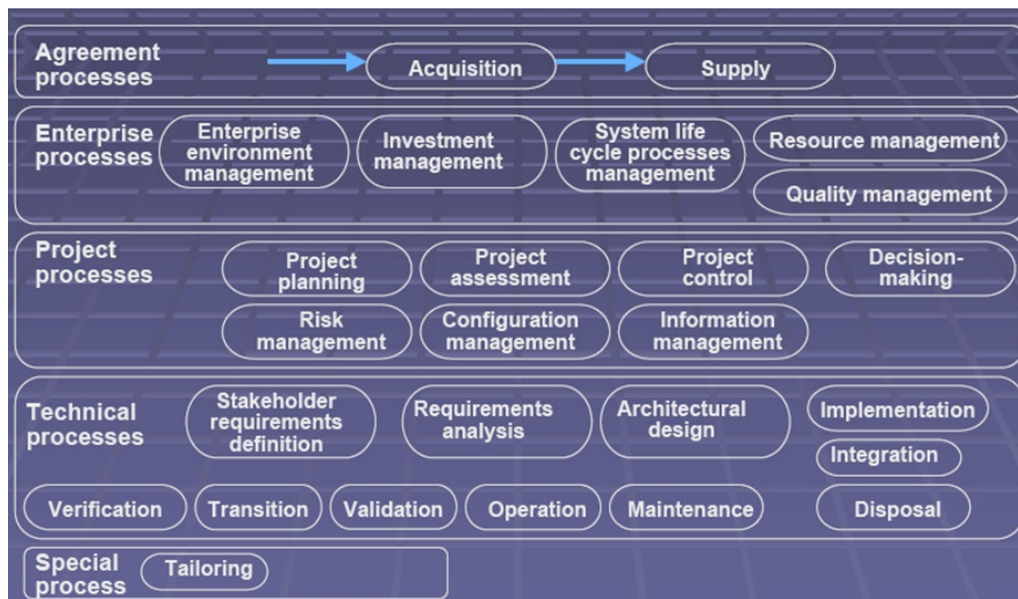 Agreement
processes
Acquisition
Supply
Enterprise
processes
Enterprise
environment
management
Investment
management
System life
cycle processes
management
Resource management
Quality management
Project
processes
Project
planning
Project
assessment
Project
control
Decision-
making
Risk
management
Configuration
management
Information
management
Technical
processes
Stakeholder
requirements
definition
Requirements
analysis
Architectural
design
Implementation
Integration
Verification
Transition
Validation
Operation
Maintenance
Disposal
Special
process
Tailoring